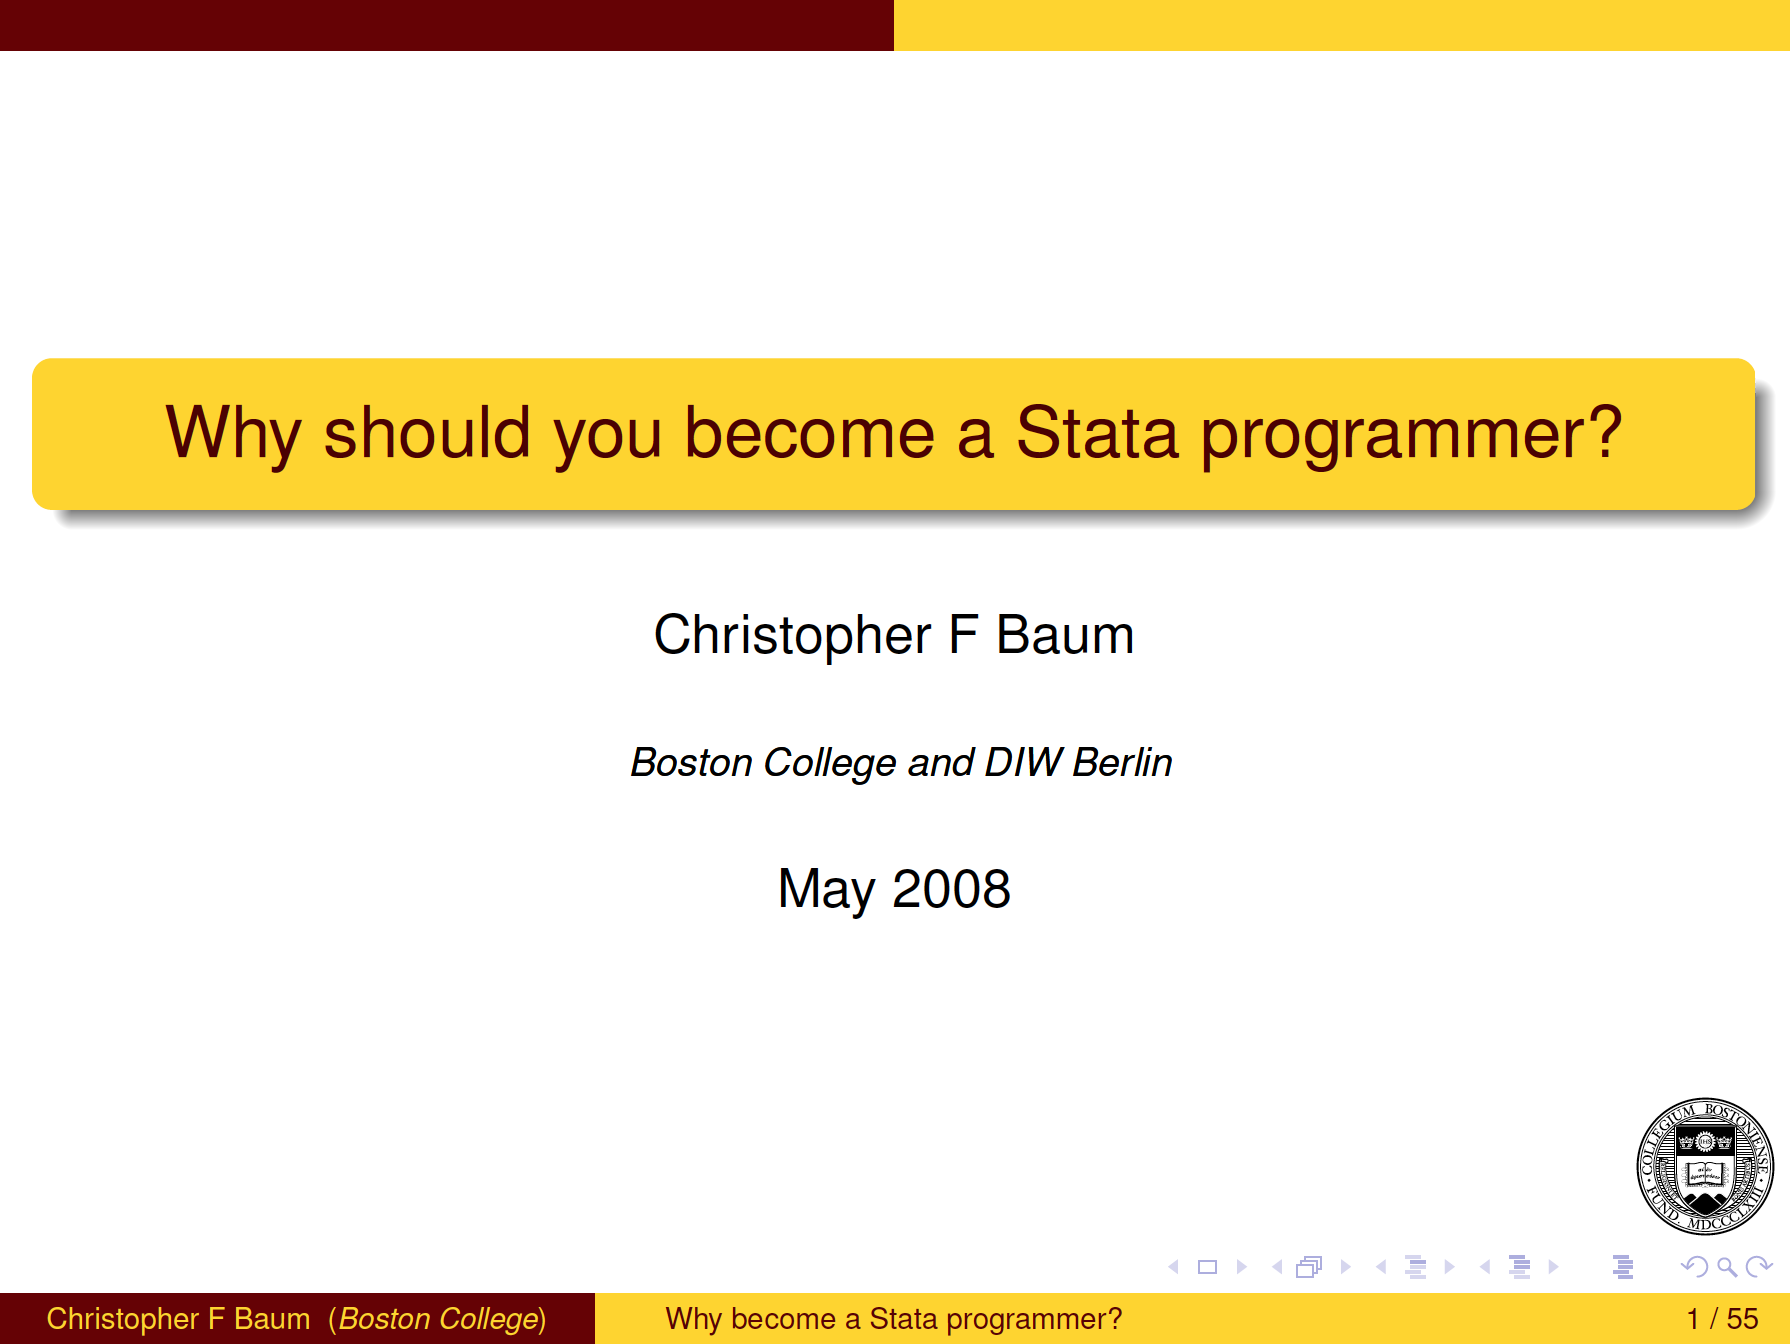 Why should you become a Stata programmer?
Christopher F Baum
Boston College and DIW Berlin
May 2008
COLLEGIUM BOSTONIENSE
FUND. MDCCCLXIII
Christopher F Baum (Boston College)
Why become a Stata programmer?
1 / 55